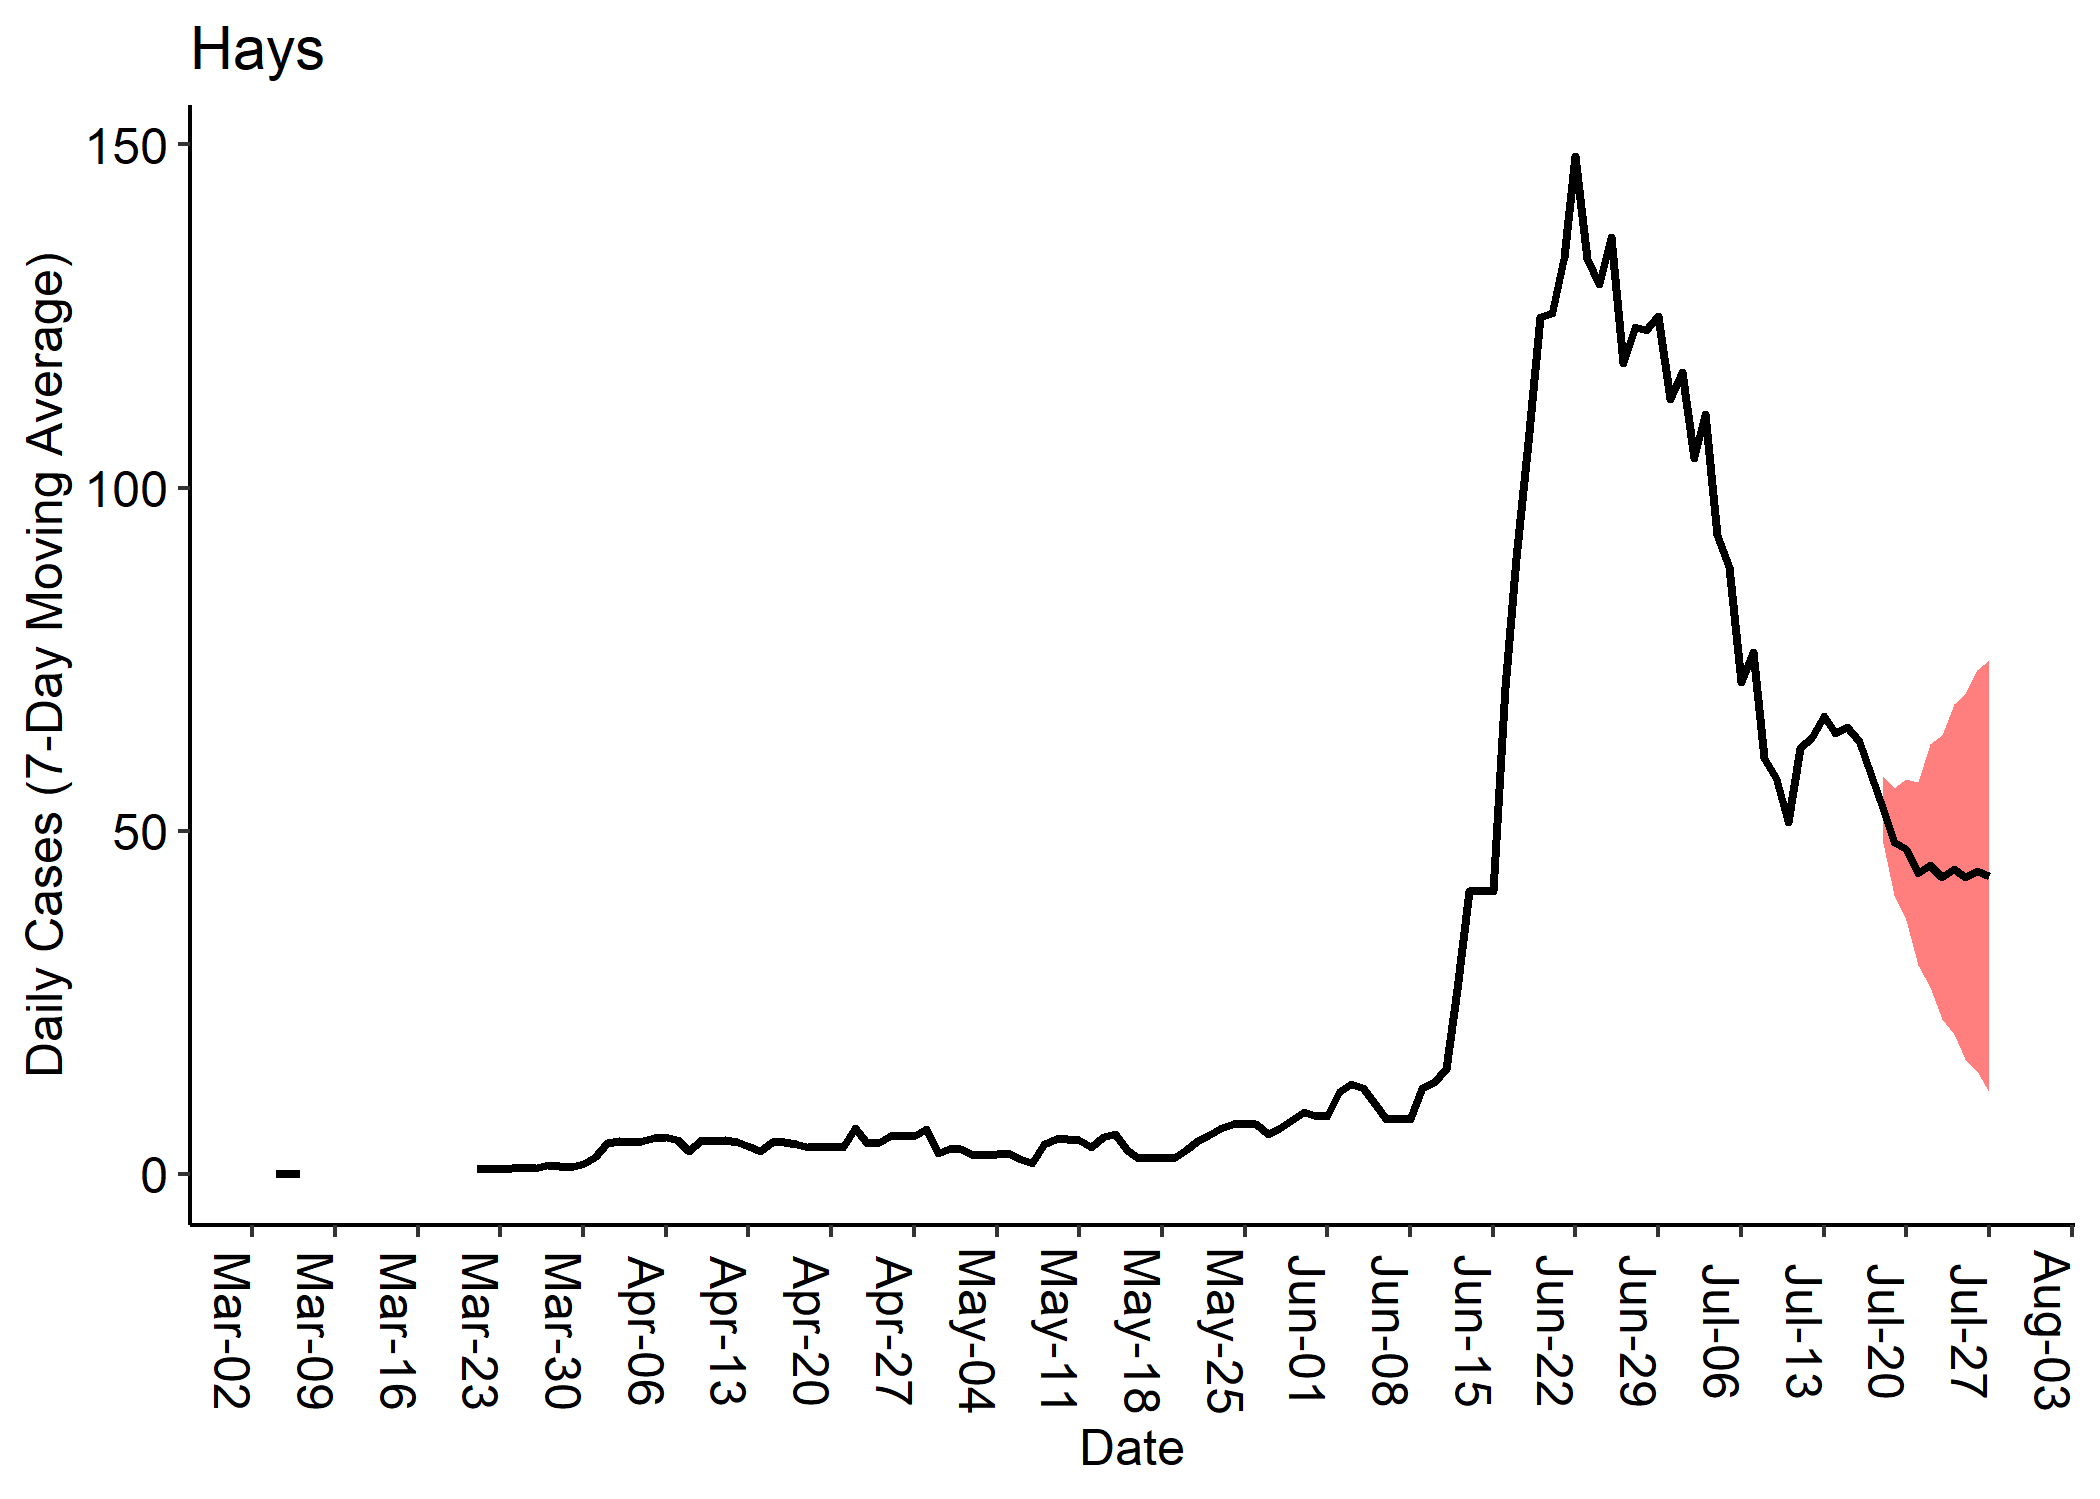 Hays
Daily Cases (7-Day Moving Average)
150
100
50
0
Mar-02
Mar-09
Mar-16
Mar-23
Mar-30
Apr-06
Apr-13
Apr-20
Apr-27
May-04
May-11
May-18
May-25
Jun-01
Jun-08
Jun-15
Jun-22
Jun-29
Jul-06
Jul-13
Jul-20
Jul-27
Aug-03
Date